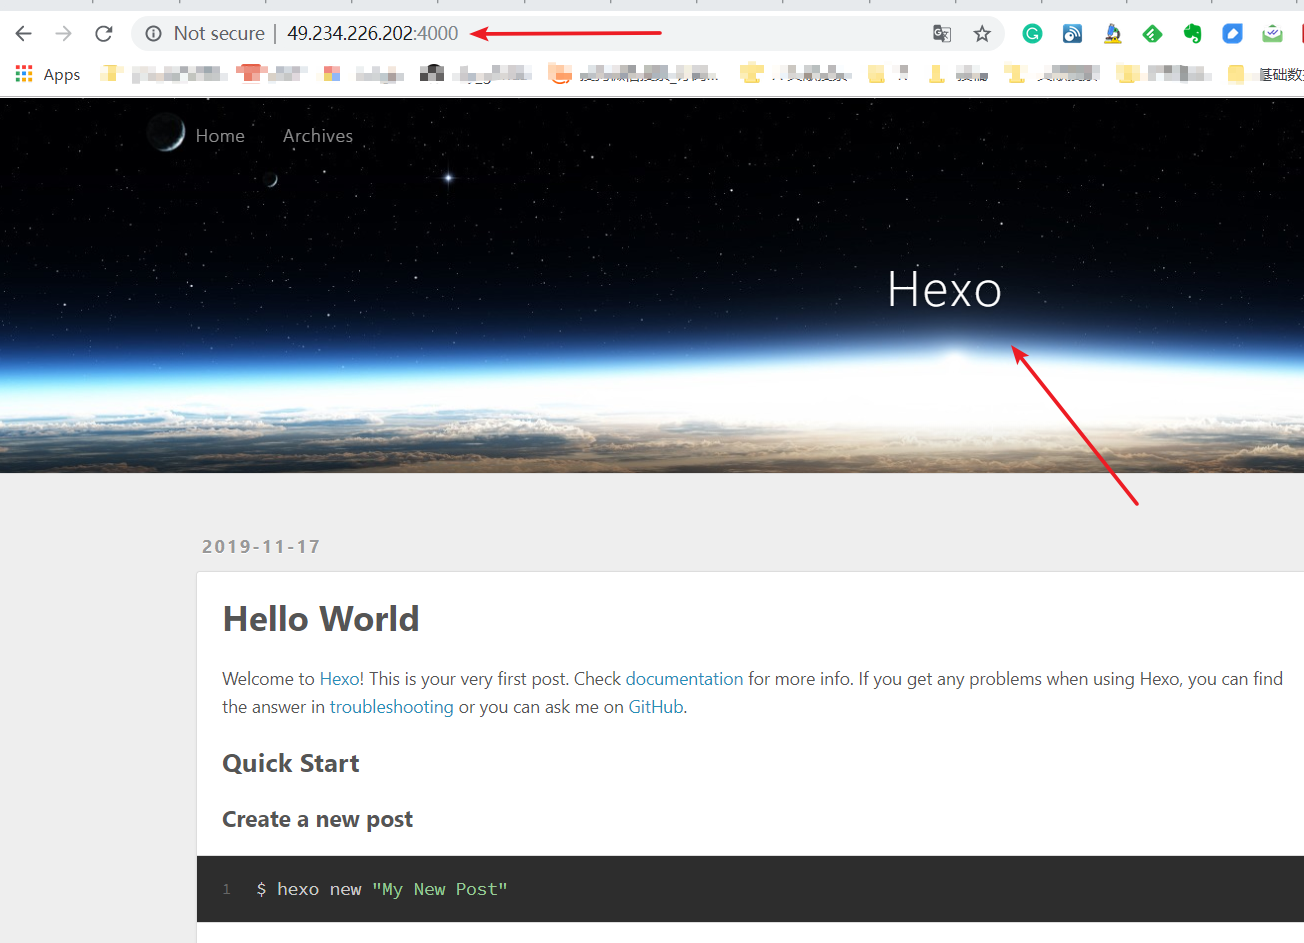 Not secure | 49.234.226.202:4000
Apps
基础数
Home Archives
Hexo
2019-11-17
Hello World
Welcome to Hexo! This is your very first post. Check documentation for more info. If you get any problems when using Hexo, you can find
the answer in troubleshooting or you can ask me on GitHub.
Quick Start
Create a new post
1 $ hexo new "My New Post"